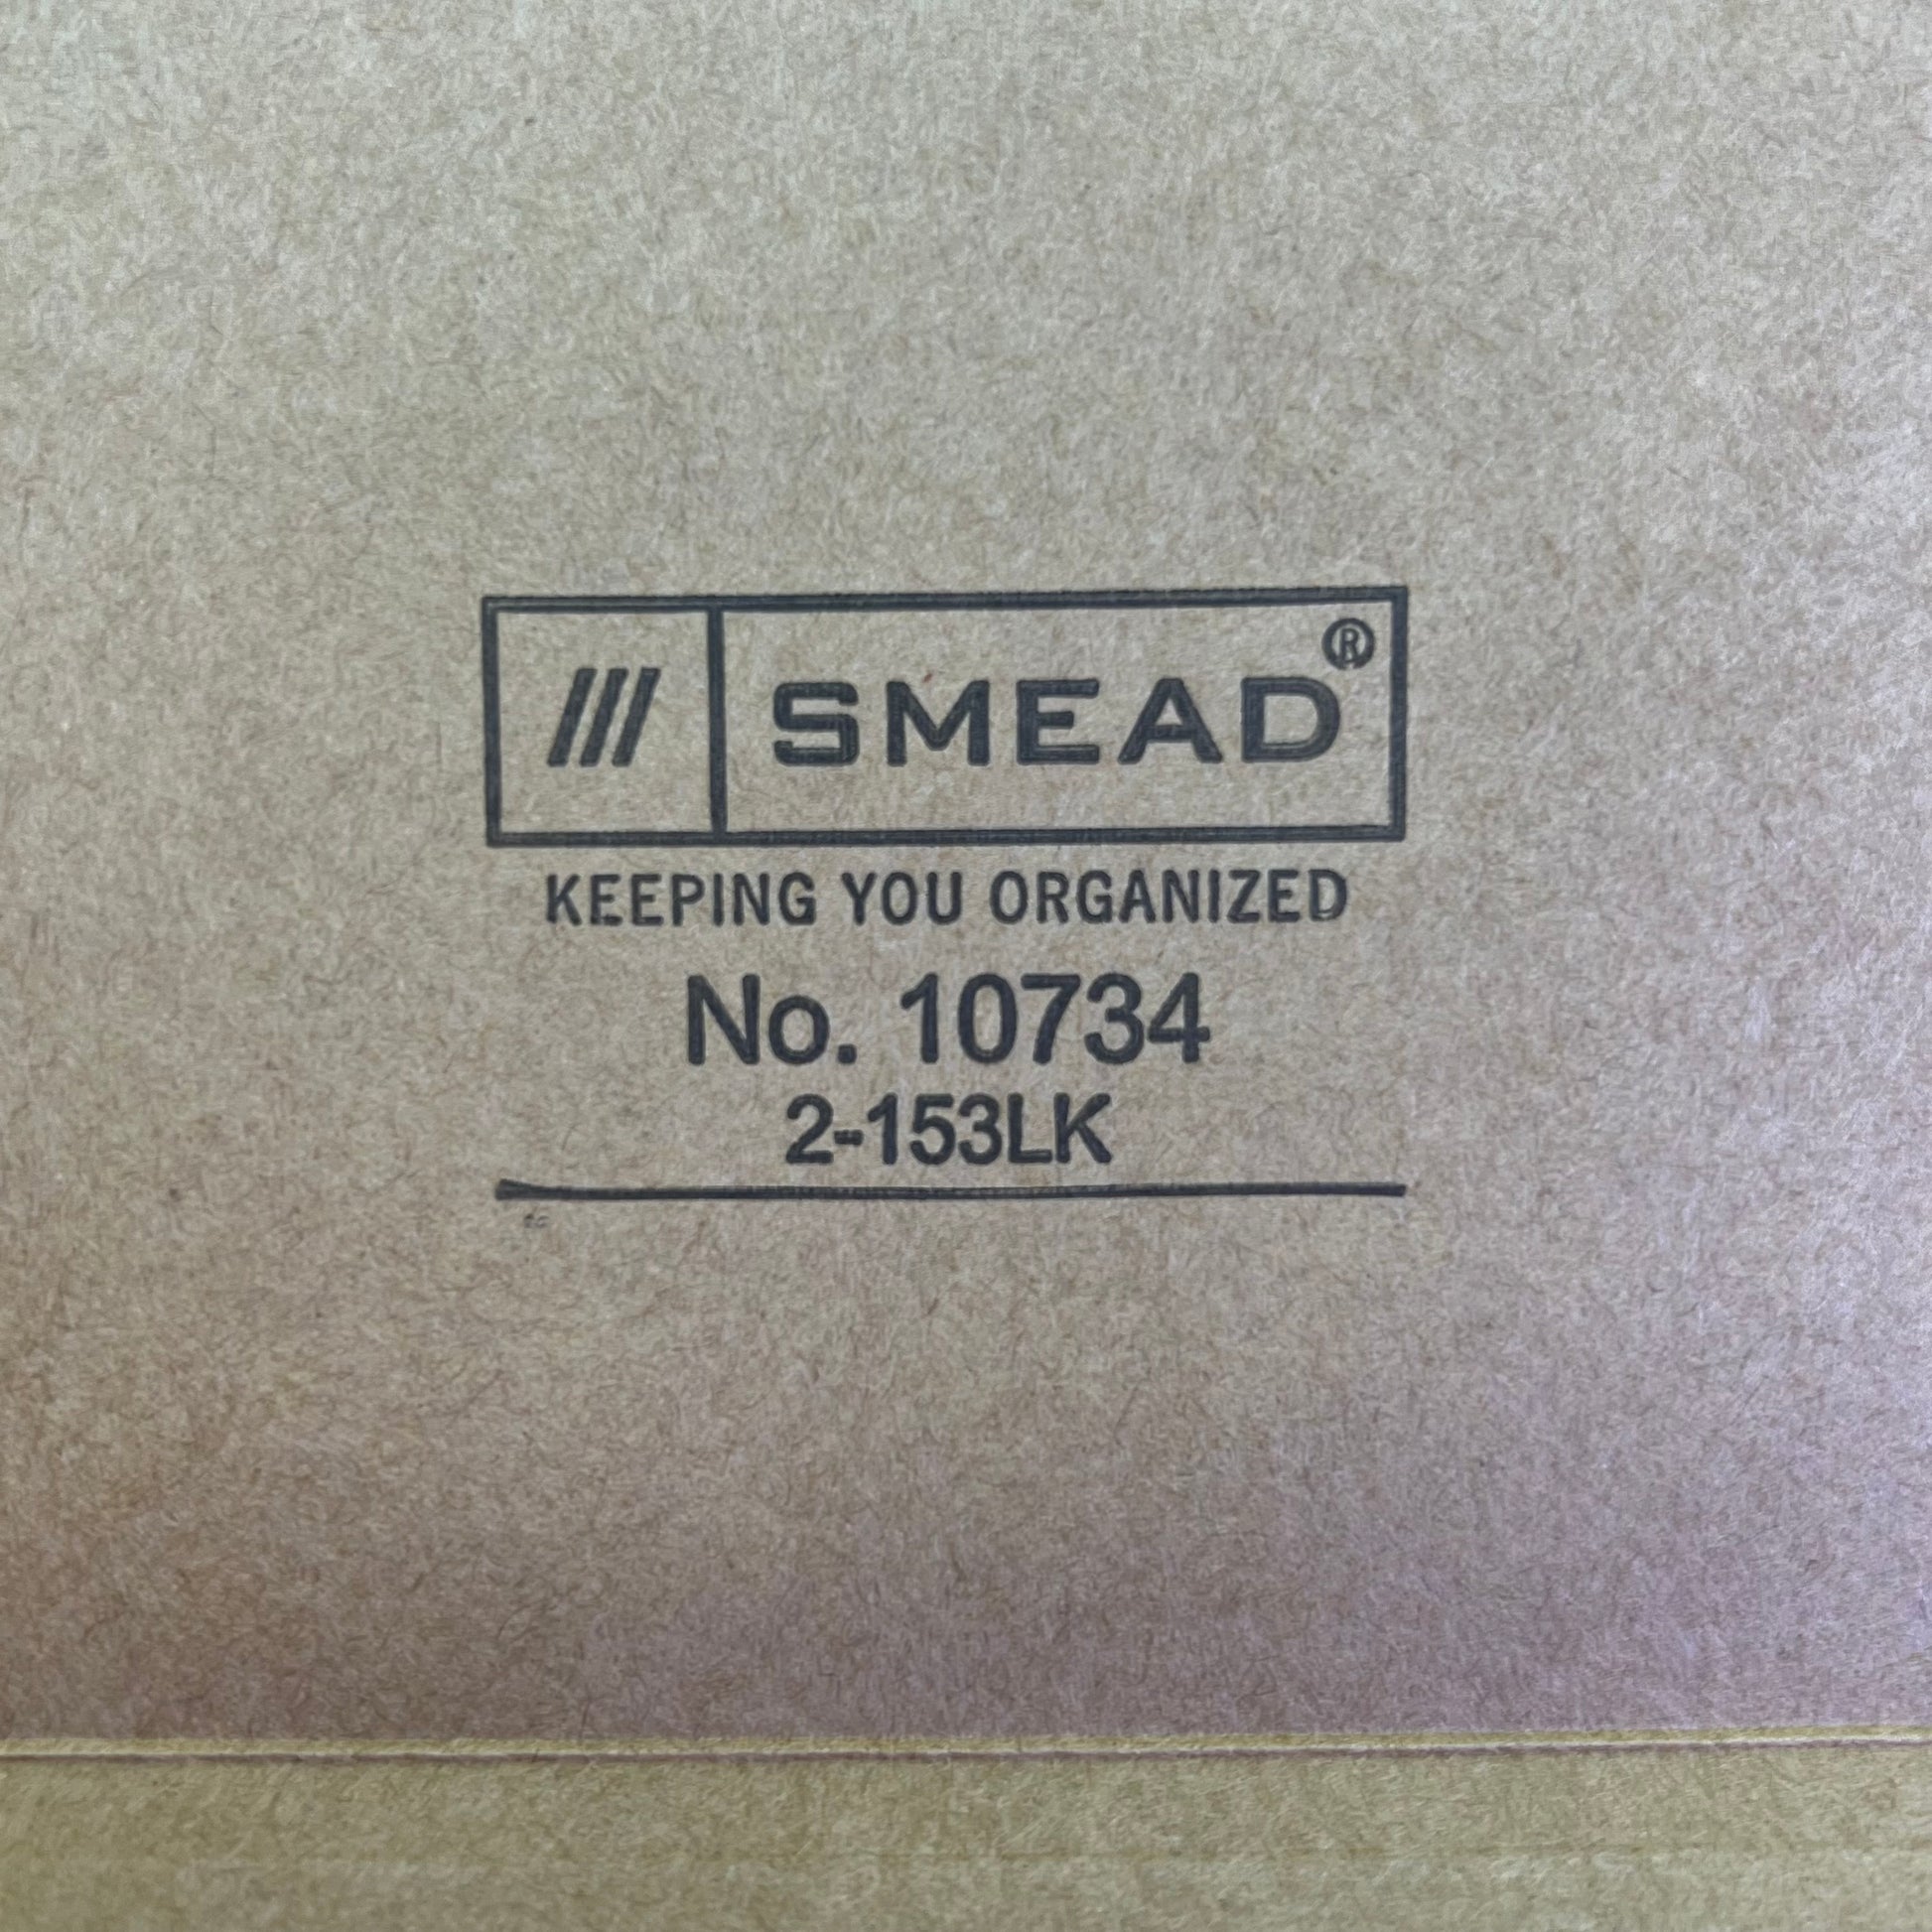 /// SMEAD®
KEEPING YOU ORGANIZED
No. 10734
2-153LK